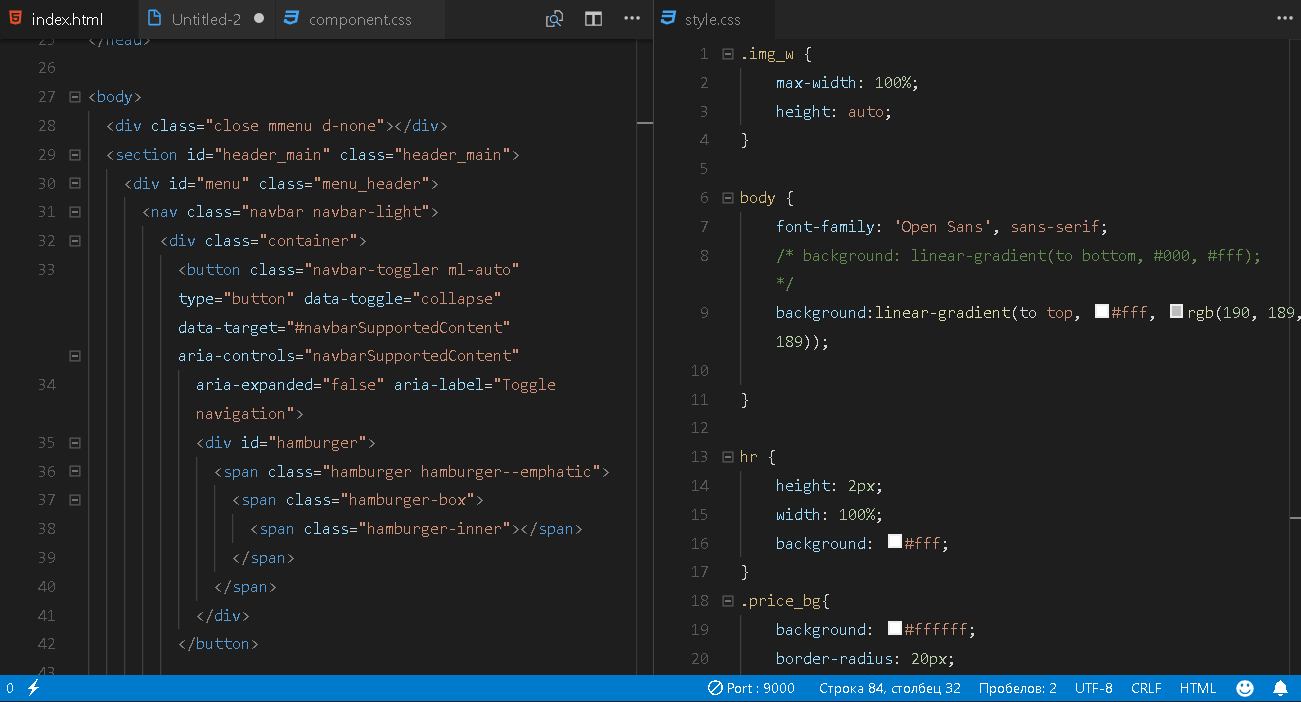 index.html
Untitled-2
component.css
style.css
25 </head>
26
27 <body>
28 <div class="close mmenu d-none"></div>
29 <section id="header_main" class="header_main">
30 <div id="menu" class="menu_header">
31 <nav class="navbar navbar-light">
32 <div class="container">
33 <button class="navbar-toggler ml-auto"
type="button" data-toggle="collapse"
data-target="#navbarSupportedContent"
aria-controls="navbarSupportedContent"
34 aria-expanded="false" aria-label="Toggle
navigation">
35 <div id="hamburger">
36 <span class="hamburger hamburger--emphatic">
37 <span class="hamburger-box">
38 <span class="hamburger-inner"></span>
39 </span>
40 </span>
41 </div>
42 </button>
43
1 .img_w {
2 max-width: 100%;
3 height: auto;
4 }
5
6 body {
7 font-family: 'Open Sans', sans-serif;
8 /* background: linear-gradient(to bottom, #000, #fff);
*/
9 background:linear-gradient(to top, #fff, rgb(190, 189,
189));
10
11 }
12
13 hr {
14 height: 2px;
15 width: 100%;
16 background: #fff;
17 }
18 .price_bg{
19 background: #ffffff;
20 border-radius: 20px;
0
Port : 9000
Строка 84, столбец 32
Пробелов: 2
UTF-8
CRLF
HTML